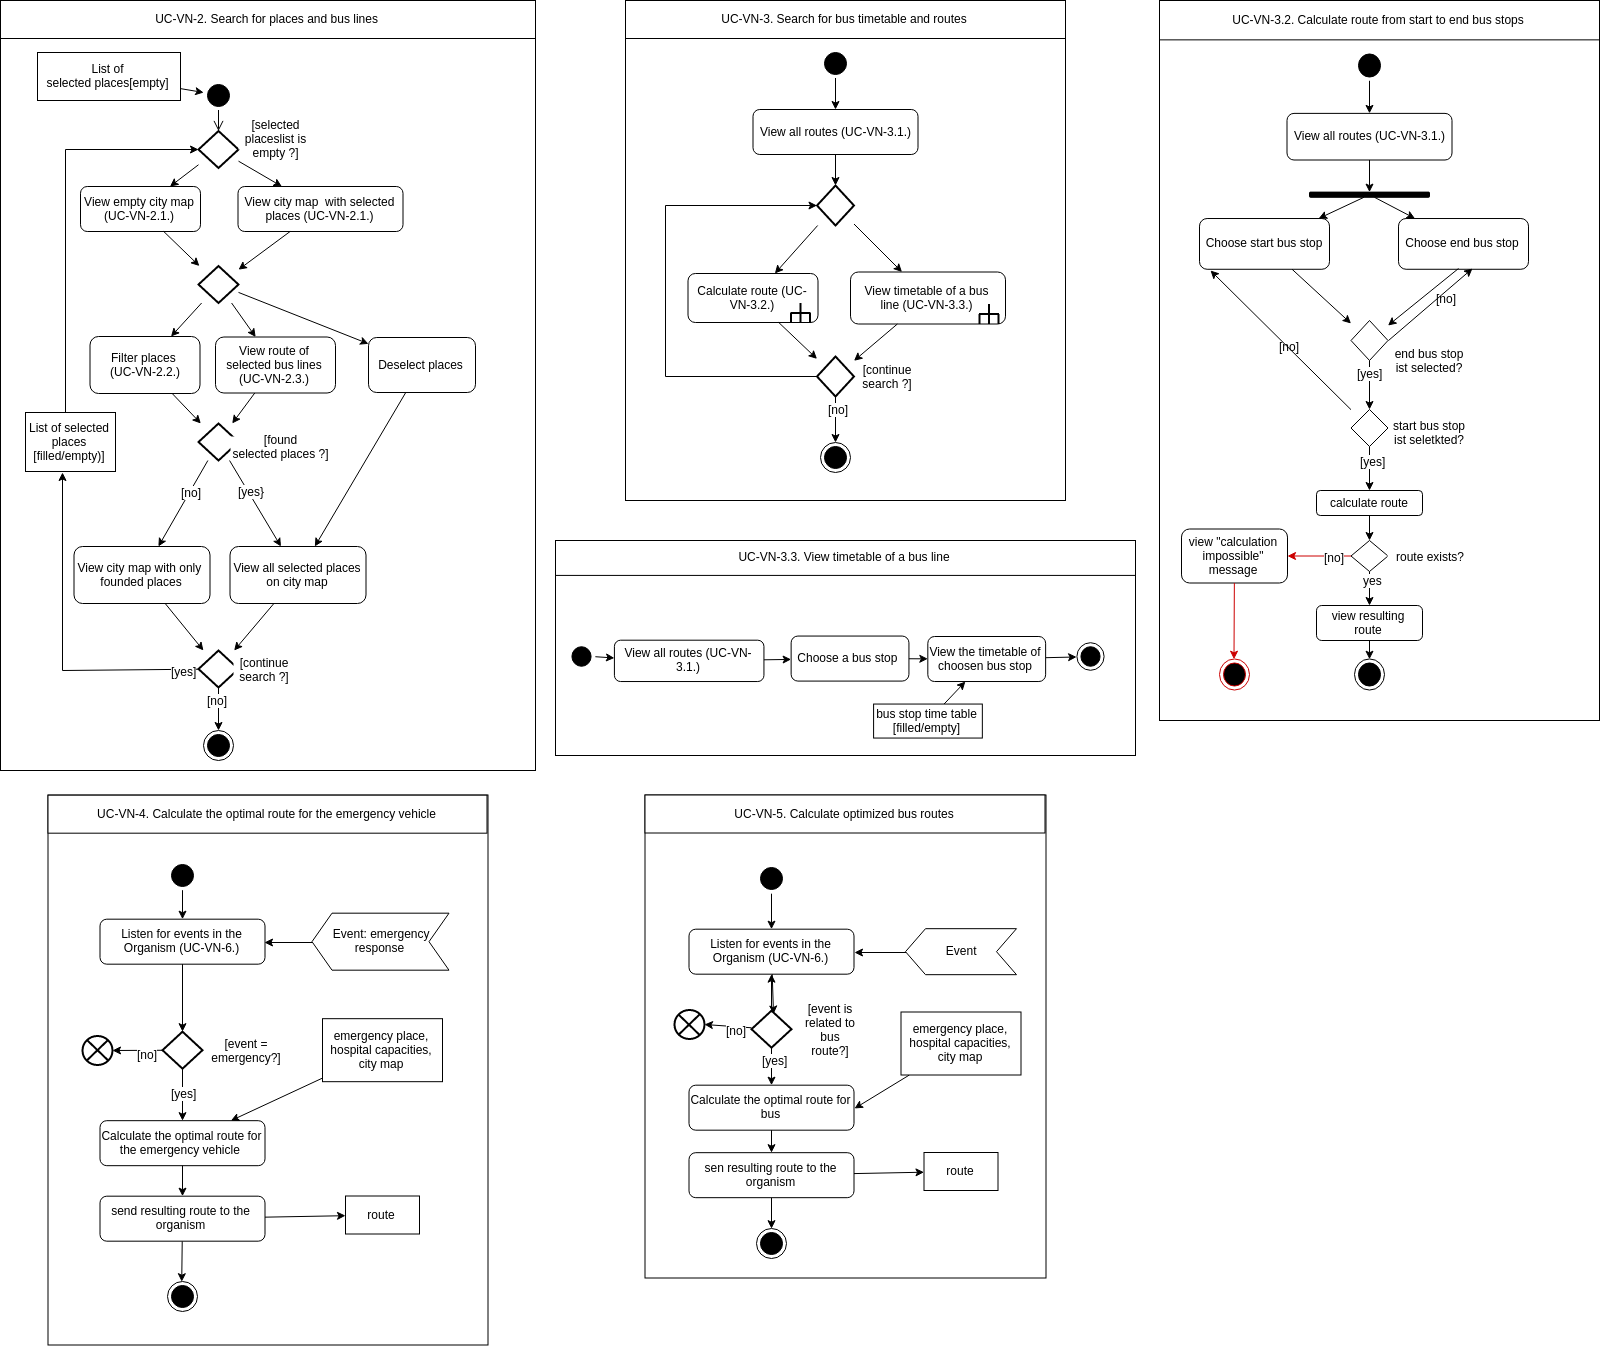 UC-VN-2. Search for places and bus lines
List of
selected places[empty]
[selected
placeslist is
empty ?]
View empty city map
(UC-VN-2.1.)
View city map  with selected
places (UC-VN-2.1.)
Filter places
(UC-VN-2.2.)
View route of
selected bus lines
(UC-VN-2.3.)
Deselect places
List of selected
places
[filled/empty)]
[found
selected places ?]
[no]
[yes}
View city map with only
founded places
View all selected places
on city map
[continue
search ?]
[yes]
[no]
UC-VN-3. Search for bus timetable and routes
View all routes (UC-VN-3.1.)
Calculate route (UC-
VN-3.2.)
View timetable of a bus
line (UC-VN-3.3.)
[continue
search ?]
[no]
UC-VN-3.3. View timetable of a bus line
View all routes (UC-VN-
3.1.)
Choose a bus stop
View the timetable of
choosen bus stop
bus stop time table
[filled/empty]
UC-VN-3.2. Calculate route from start to end bus stops
View all routes (UC-VN-3.1.)
Choose start bus stop
Choose end bus stop
[no]
[no]
end bus stop
ist selected?
[yes]
start bus stop
ist seletkted?
[yes]
calculate route
view "calculation
impossible"
message
[no]
route exists?
yes
view resulting
route
UC-VN-4. Calculate the optimal route for the emergency vehicle
Listen for events in the
Organism (UC-VN-6.)
Event: emergency
response
[no]
[event =
emergency?]
emergency place,
hospital capacities,
city map
[yes]
Calculate the optimal route for
the emergency vehicle
send resulting route to the
organism
route
UC-VN-5. Calculate optimized bus routes
Listen for events in the
Organism (UC-VN-6.)
Event
[no]
[event is
related to
bus
route?]
emergency place,
hospital capacities,
city map
[yes]
Calculate the optimal route for
bus
sen resulting route to the
organism
route